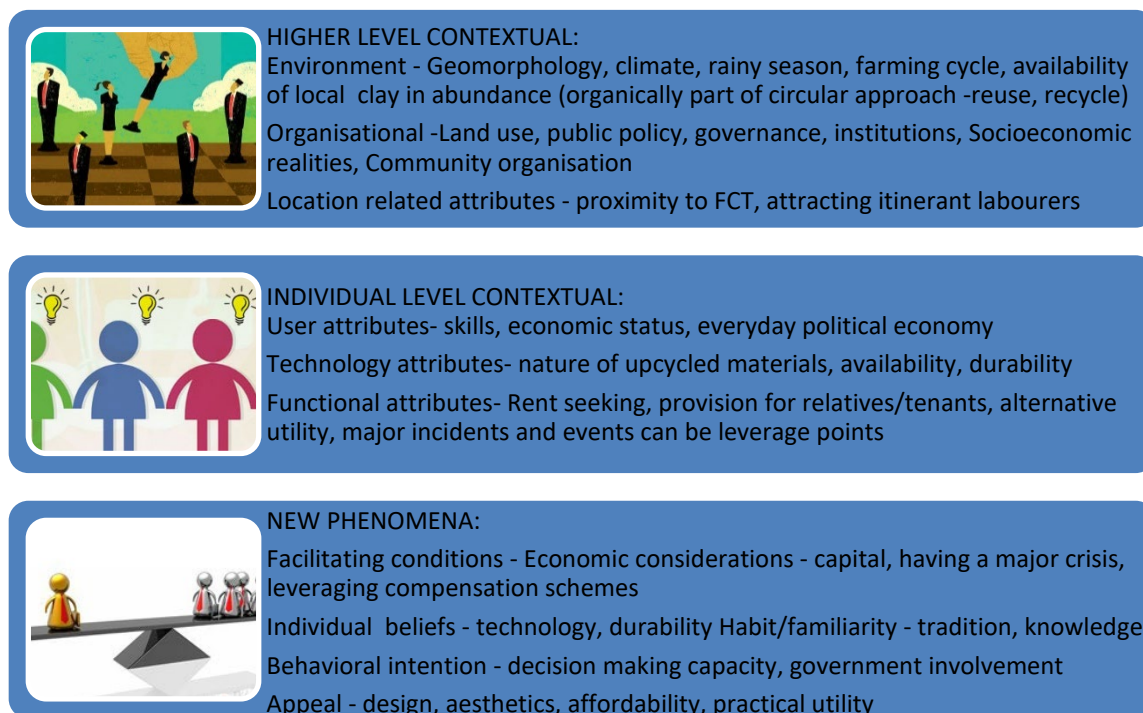 HIGHER LEVEL CONTEXTUAL:
Environment - Geomorphology, climate, rainy season, farming cycle, availability
of local  clay in abundance (organically part of circular approach -reuse, recycle)
Organisational -Land use, public policy, governance, institutions, Socioeconomic
realities, Community organisation
Location related attributes - proximity to FCT, attracting itinerant labourers
INDIVIDUAL LEVEL CONTEXTUAL:
User attributes- skills, economic status, everyday political economy
Technology attributes- nature of upcycled materials, availability, durability
Functional attributes- Rent seeking, provision for relatives/tenants, alternative
utility, major incidents and events can be leverage points
NEW PHENOMENA:
Facilitating conditions - Economic considerations - capital, having a major crisis,
leveraging compensation schemes
Individual  beliefs - technology, durability Habit/familiarity - tradition, knowledge
Behavioral intention - decision making capacity, government involvement
Appeal - design, aesthetics, affordability, practical utility